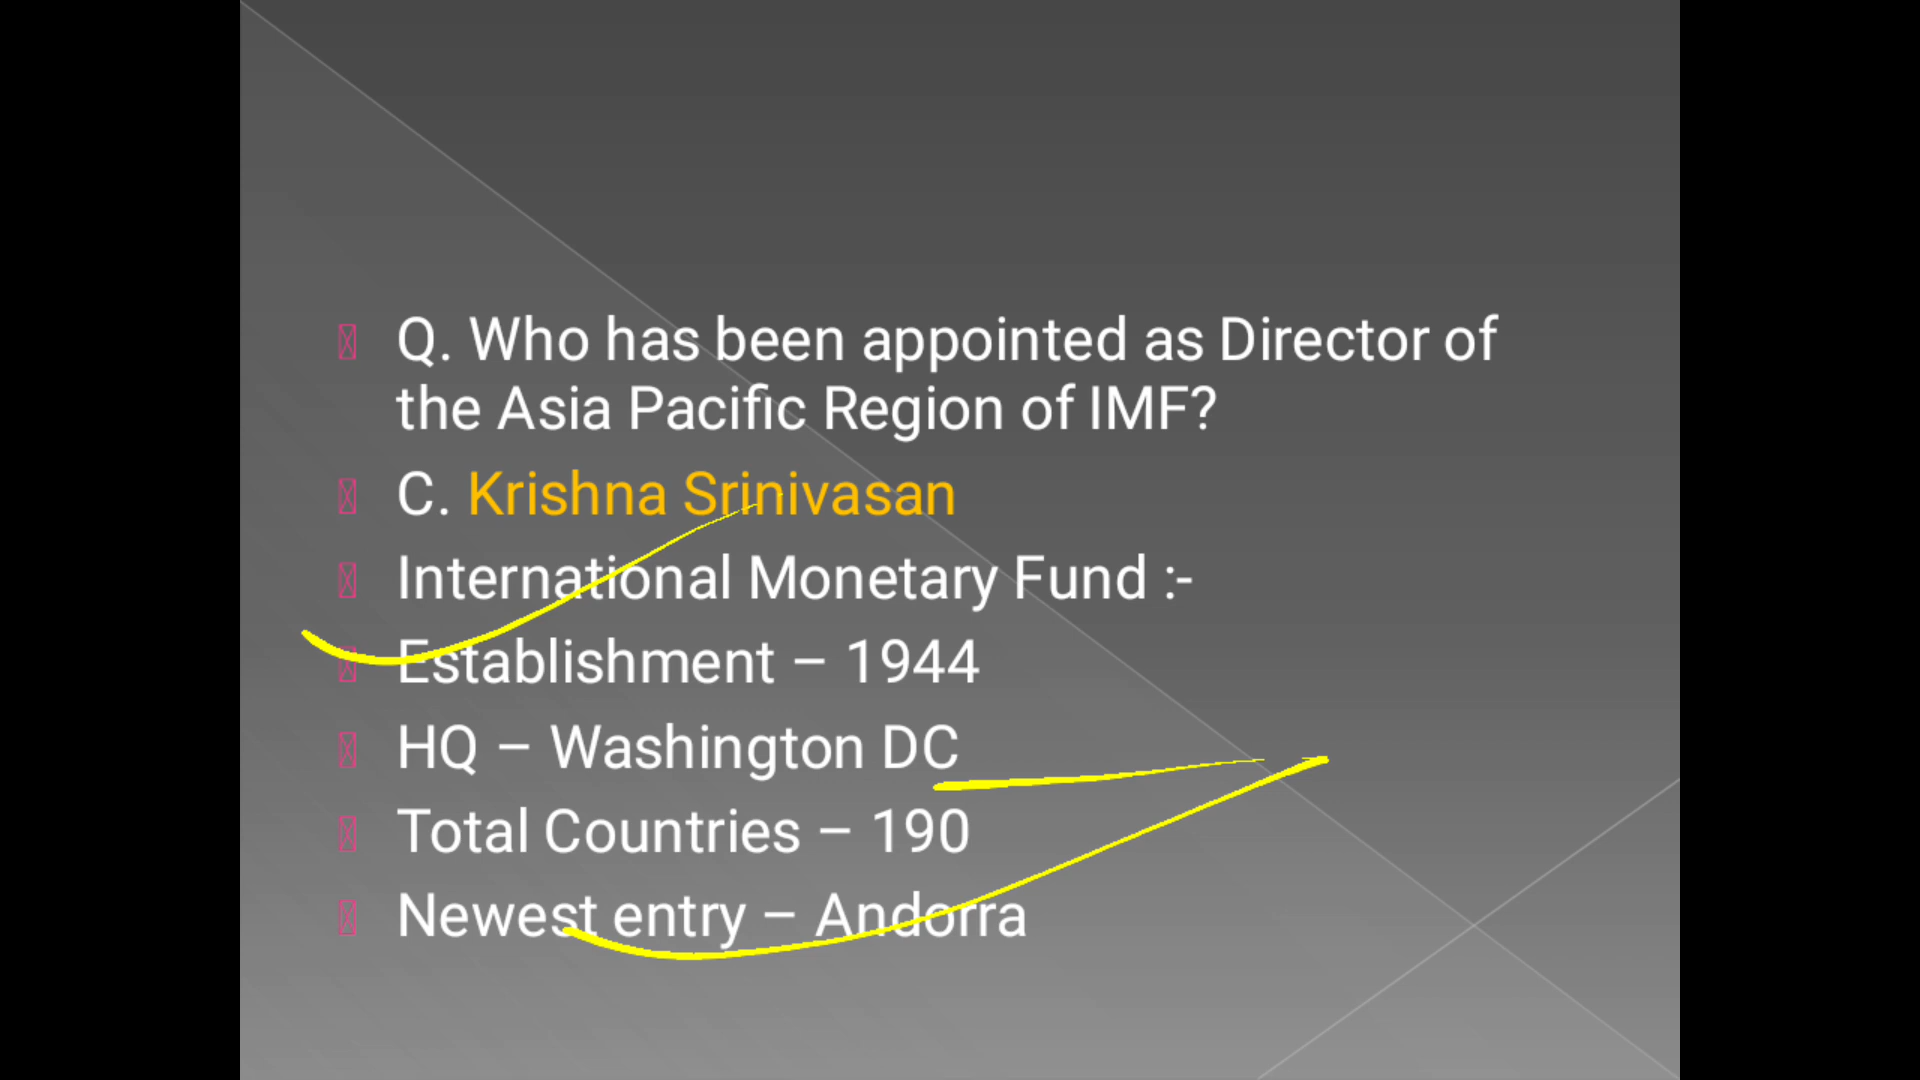 Q. Who has been appointed as Director of
the Asia Pacific Region of IMF?
C. Krishna Srinivasan
International Monetary Fund :-
Establishment – 1944
HQ – Washington DC
Total Countries – 190
Newest entry – Andorra